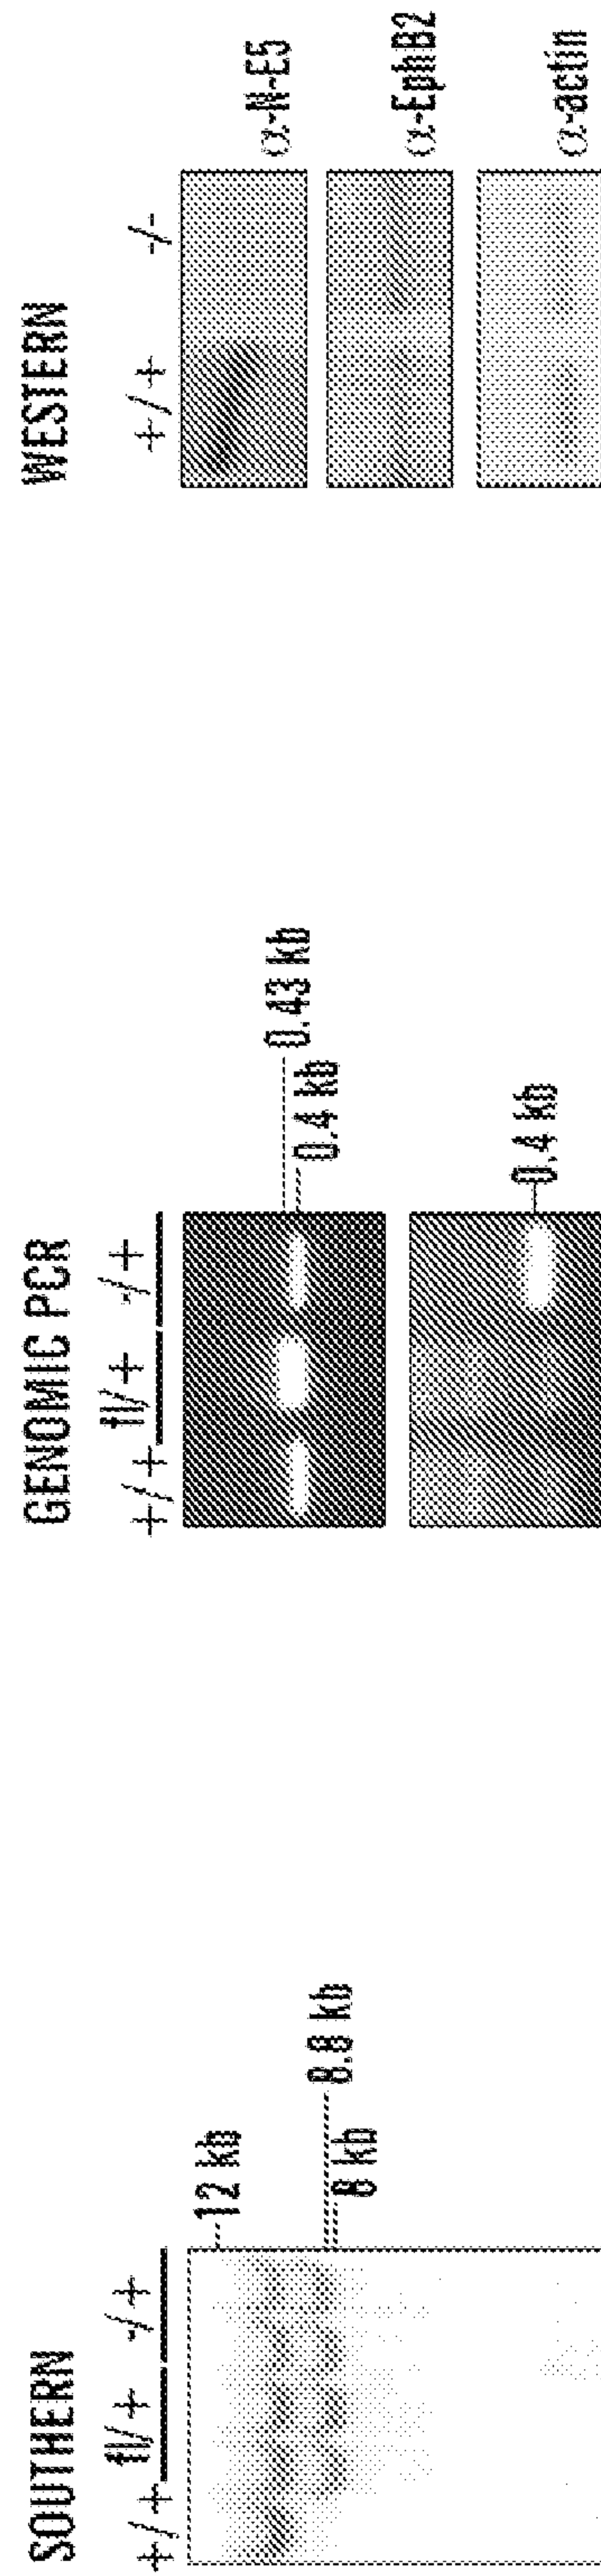 SOUTHERN
+/+ fl/+ -/+
12 kb
8.8 kb
8 kb
GENOMIC PCR
+/+ fl/+ -/+
0.43 kb
0.4 kb
0.4 kb
WESTERN
+/+ -/-
α-N-E5
α-EphB2
α-actin